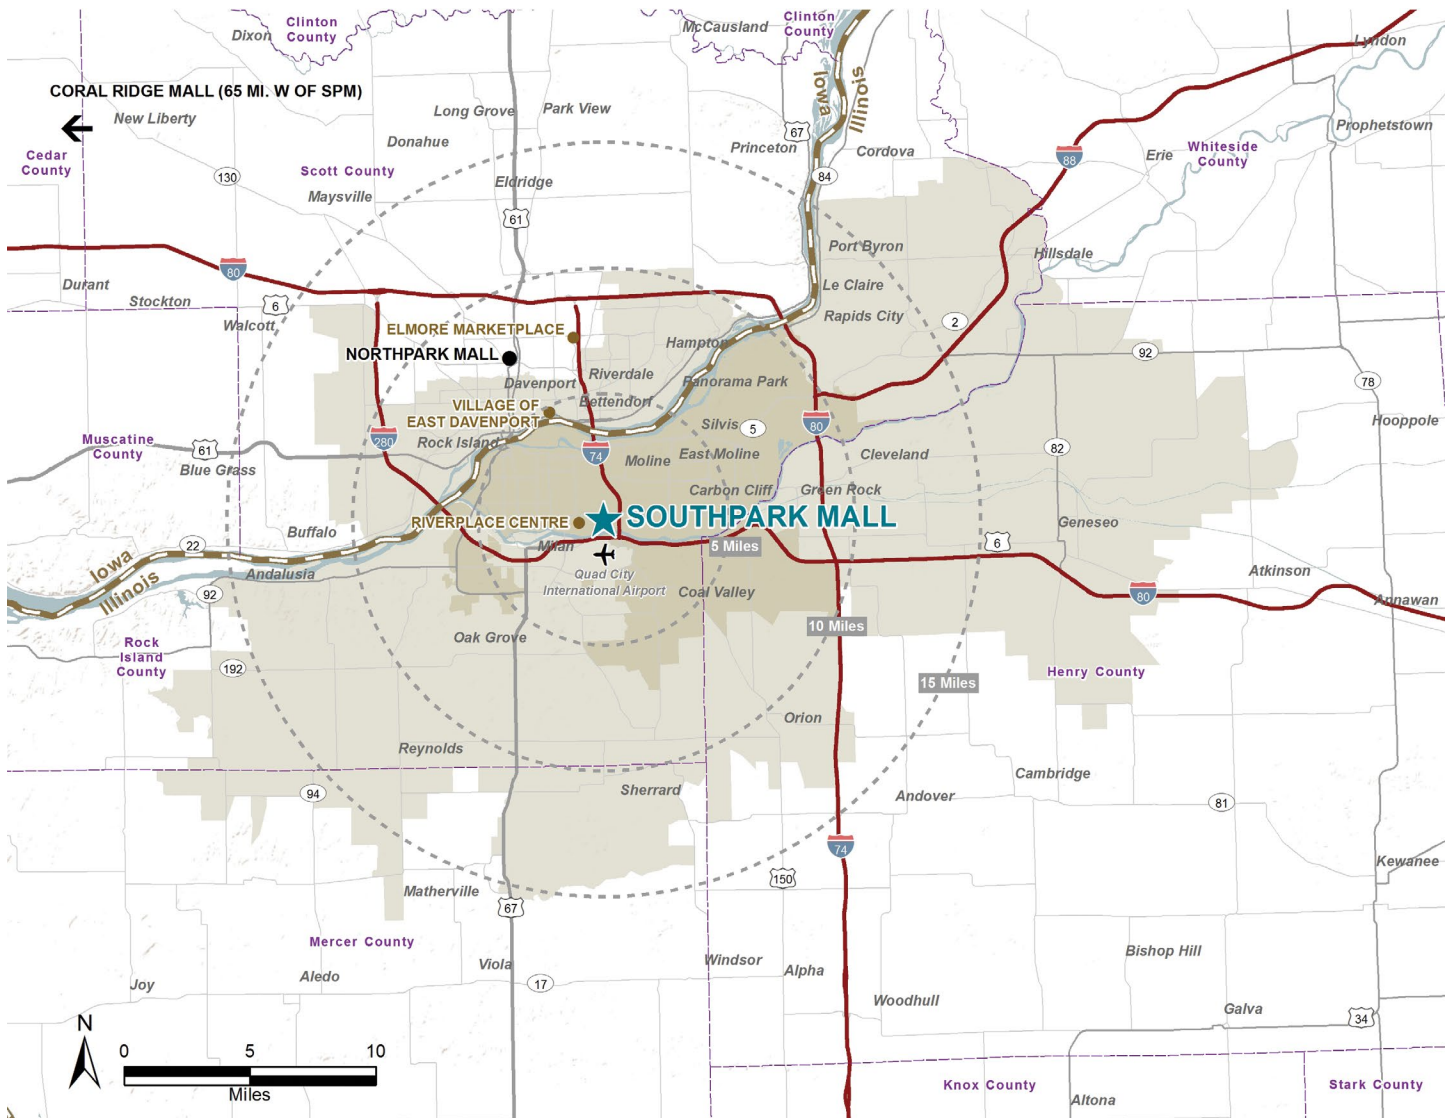 Clinton
County
McCausland
Clinton
County
Dixon
Lyndon
Iowa
Illinois
CORAL RIDGE MALL (65 MI. W OF SPM)
New Liberty
Long Grove
Park View
Donahue
67
Princeton
Cordova
88
Erie
Prophetstown
Whiteside
County
Cedar
County
130
Scott County
Maysville
Eldridge
84
61
Port Byron
Hillsdale
80
Durant
Stockton
6
Walcott
Le Claire
Rapids City
2
ELMORE MARKETPLACE
NORTHPARK MALL
Hampton
92
Davenport
Riverdale
Panorama Park
78
VILLAGE OF
EAST DAVENPORT
Bettendorf
Silvis
5
80
Hooppole
Muscatine
County
61
Blue Grass
280
Rock Island
74
Moline
East Moline
Cleveland
82
Carbon Cliff
Green Rock
RIVERPLACE CENTRE
SOUTHPARK MALL
Geneseo
Buffalo
22
Iowa
Illinois
Andalusia
Milan
5 Miles
6
Quad City
International Airport
Coal Valley
92
80
Atkinson
Annawan
10 Miles
Rock
Island
County
192
Oak Grove
15 Miles
Henry County
Orion
Reynolds
Sherrard
94
Cambridge
Andover
81
74
Kewanee
150
Matherville
67
Mercer County
Bishop Hill
Joy
Aledo
Viola
17
Windsor
Alpha
Woodhull
Galva
34
N
0 5 10
Miles
Knox County
Stark County
Altona